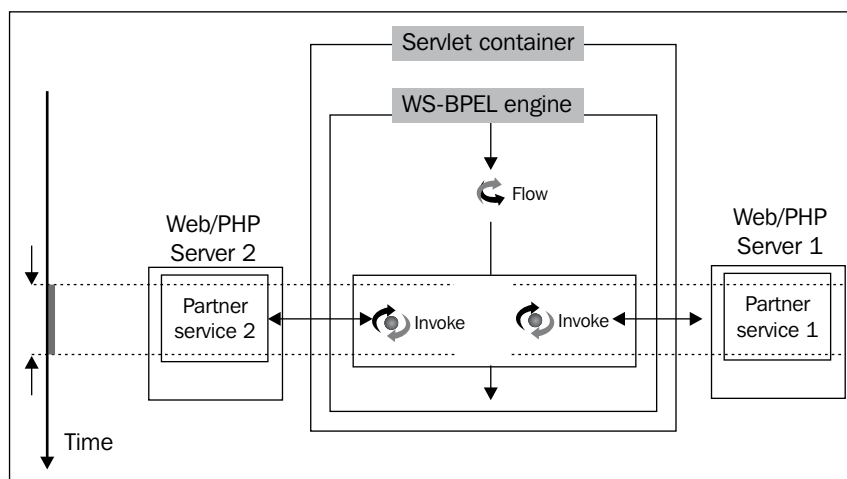 Servlet container
WS-BPEL engine
Flow
Web/PHP
Server 2
Web/PHP
Server 1
Partner
service 2
Invoke
Invoke
Partner
service 1
Time